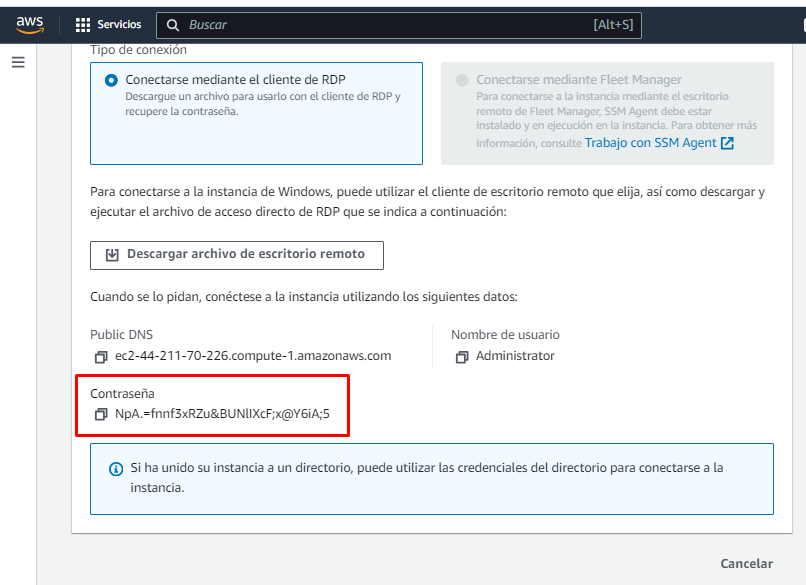 aws
Servicios
Buscar
[Alt+S]
Tipo de conexión
Conectarse mediante el cliente de RDP
Descargue un archivo para usarlo con el cliente de RDP y
recupere la contraseña.
Conectarse mediante Fleet Manager
Para conectarse a la instancia mediante el escritorio
remoto de Fleet Manager, SSM Agent debe estar
instalado y en ejecución en la instancia. Para obtener más
información, consulte Trabajo con SSM Agent
Para conectarse a la instancia de Windows, puede utilizar el cliente de escritorio remoto que elija, así como descargar y
ejecutar el archivo de acceso directo de RDP que se indica a continuación:
Descargar archivo de escritorio remoto
Cuando se lo pidan, conéctese a la instancia utilizando los siguientes datos:
Public DNS
ec2-44-211-70-226.compute-1.amazonaws.com
Nombre de usuario
Administrator
Contraseña
NpA.=fnnf3xRZu&BUNlIXcF;x@Y6iA;5
Si ha unido su instancia a un directorio, puede utilizar las credenciales del directorio para conectarse a la
instancia.
Cancelar